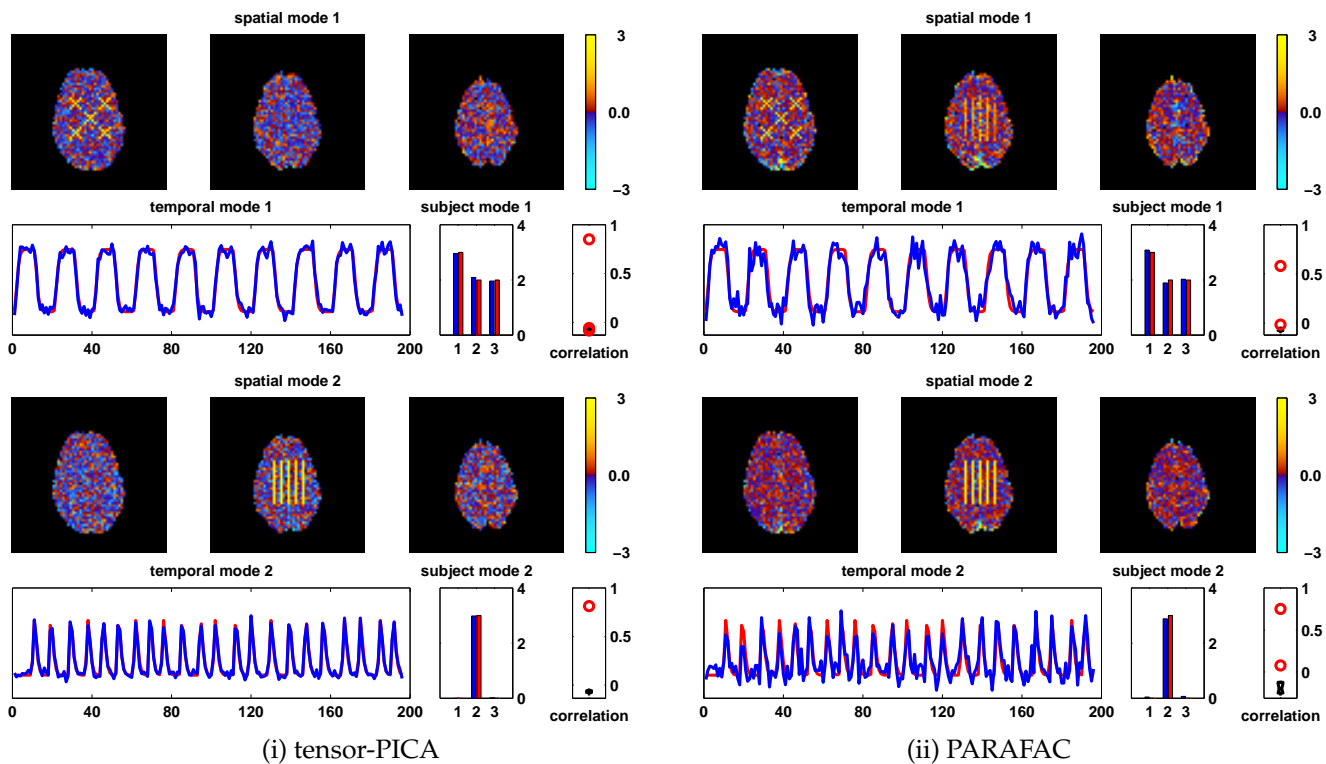 spatial mode 1
3
0.0
−3
temporal mode 1
subject mode 1
4
2
0
1
0.5
0
0 40 80 120 160 200
1 2 3
correlation
spatial mode 2
3
0.0
−3
temporal mode 2
subject mode 2
4
2
0
1
0.5
0
0 40 80 120 160 200
1 2 3
correlation
(i) tensor-PICA
spatial mode 1
3
0.0
−3
temporal mode 1
subject mode 1
4
2
0
1
0.5
0
0 40 80 120 160 200
1 2 3
correlation
spatial mode 2
3
0.0
−3
temporal mode 2
subject mode 2
4
2
0
1
0.5
0
0 40 80 120 160 200
1 2 3
correlation
(ii) PARAFAC